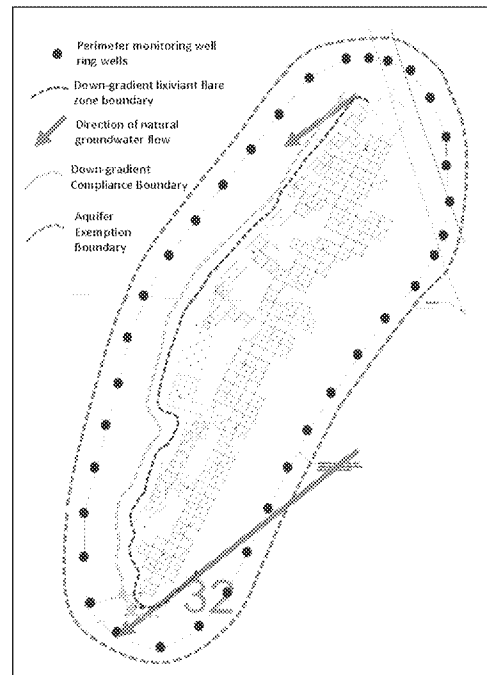 Perimeter monitoring well
ring wells
Down-gradient lixiviant flare
zone boundary
Direction of natural
groundwater flow
Down-gradient
Compliance Boundary
Aquifer
Exemption
Boundary
32